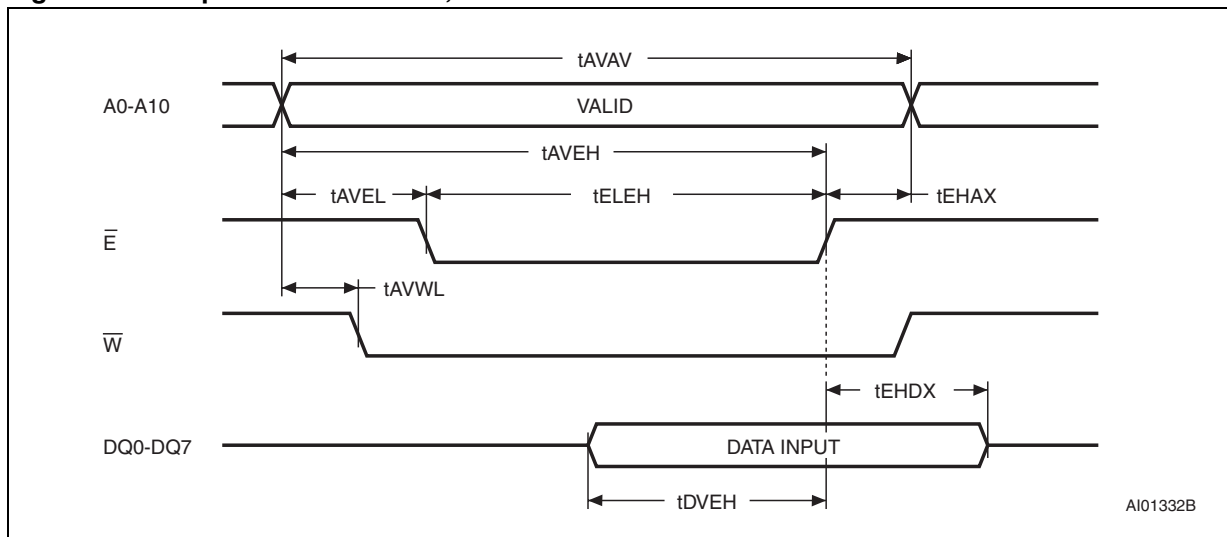 tAVAV
A0-A10
VALID
tAVEH
tAVEL
tELEH
tEHAX
E
tAVWL
W
tEHDX
DQ0-DQ7
DATA INPUT
tDVEH
AI01332B